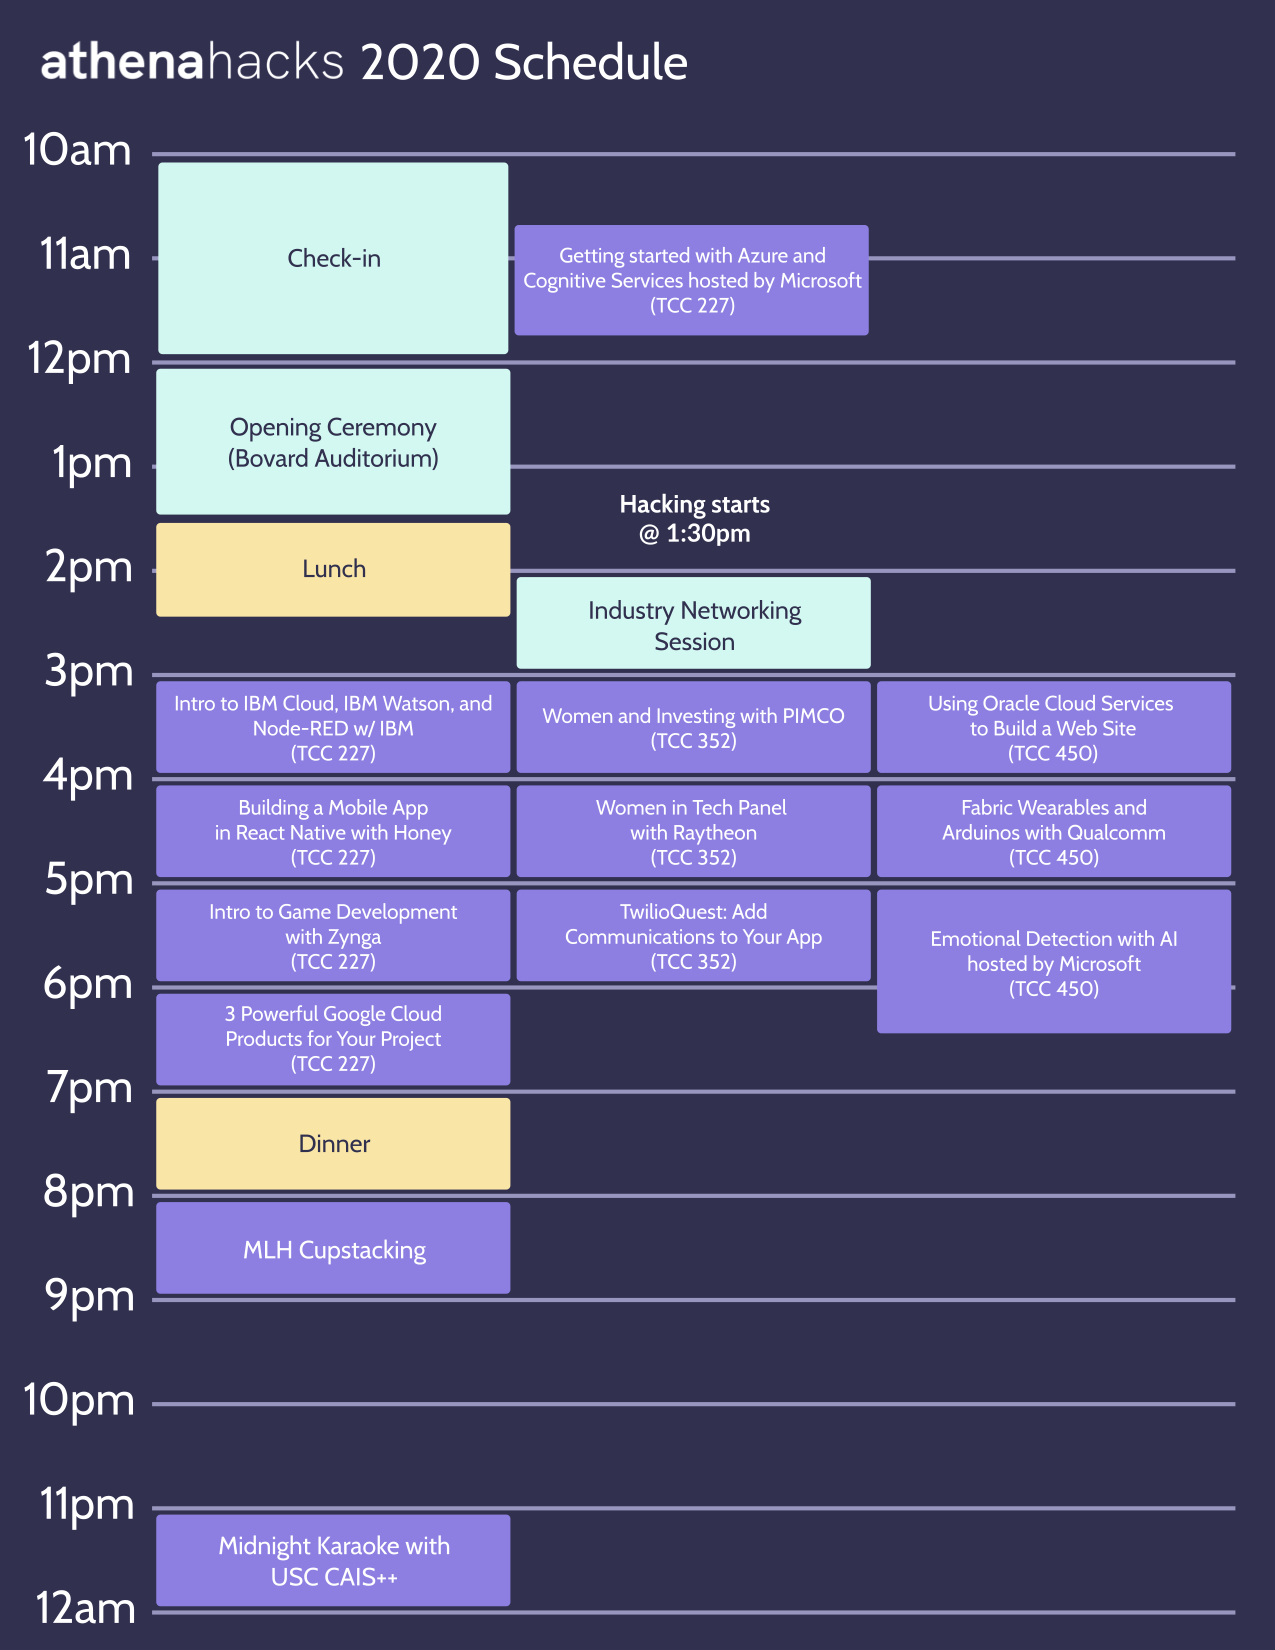 athenahacks 2020 Schedule
10am
Check-in
11am
Getting started with Azure and
Cognitive Services hosted by Microsoft
(TCC 227)
12pm
Opening Ceremony
(Bovard Auditorium)
1pm
Hacking starts
@ 1:30pm
2pm
Lunch
Industry Networking
Session
3pm
Intro to IBM Cloud, IBM Watson, and
Node-RED w/ IBM
(TCC 227)
Women and Investing with PIMCO
(TCC 352)
Using Oracle Cloud Services
to Build a Web Site
(TCC 450)
4pm
Building a Mobile App
in React Native with Honey
(TCC 227)
Women in Tech Panel
with Raytheon
(TCC 352)
Fabric Wearables and
Arduinos with Qualcomm
(TCC 450)
5pm
Intro to Game Development
with Zynga
(TCC 227)
TwilioQuest: Add
Communications to Your App
(TCC 352)
Emotional Detection with AI
hosted by Microsoft
(TCC 450)
6pm
3 Powerful Google Cloud
Products for Your Project
(TCC 227)
7pm
Dinner
8pm
MLH Cupstacking
9pm
10pm
11pm
Midnight Karaoke with
USC CAIS++
12am